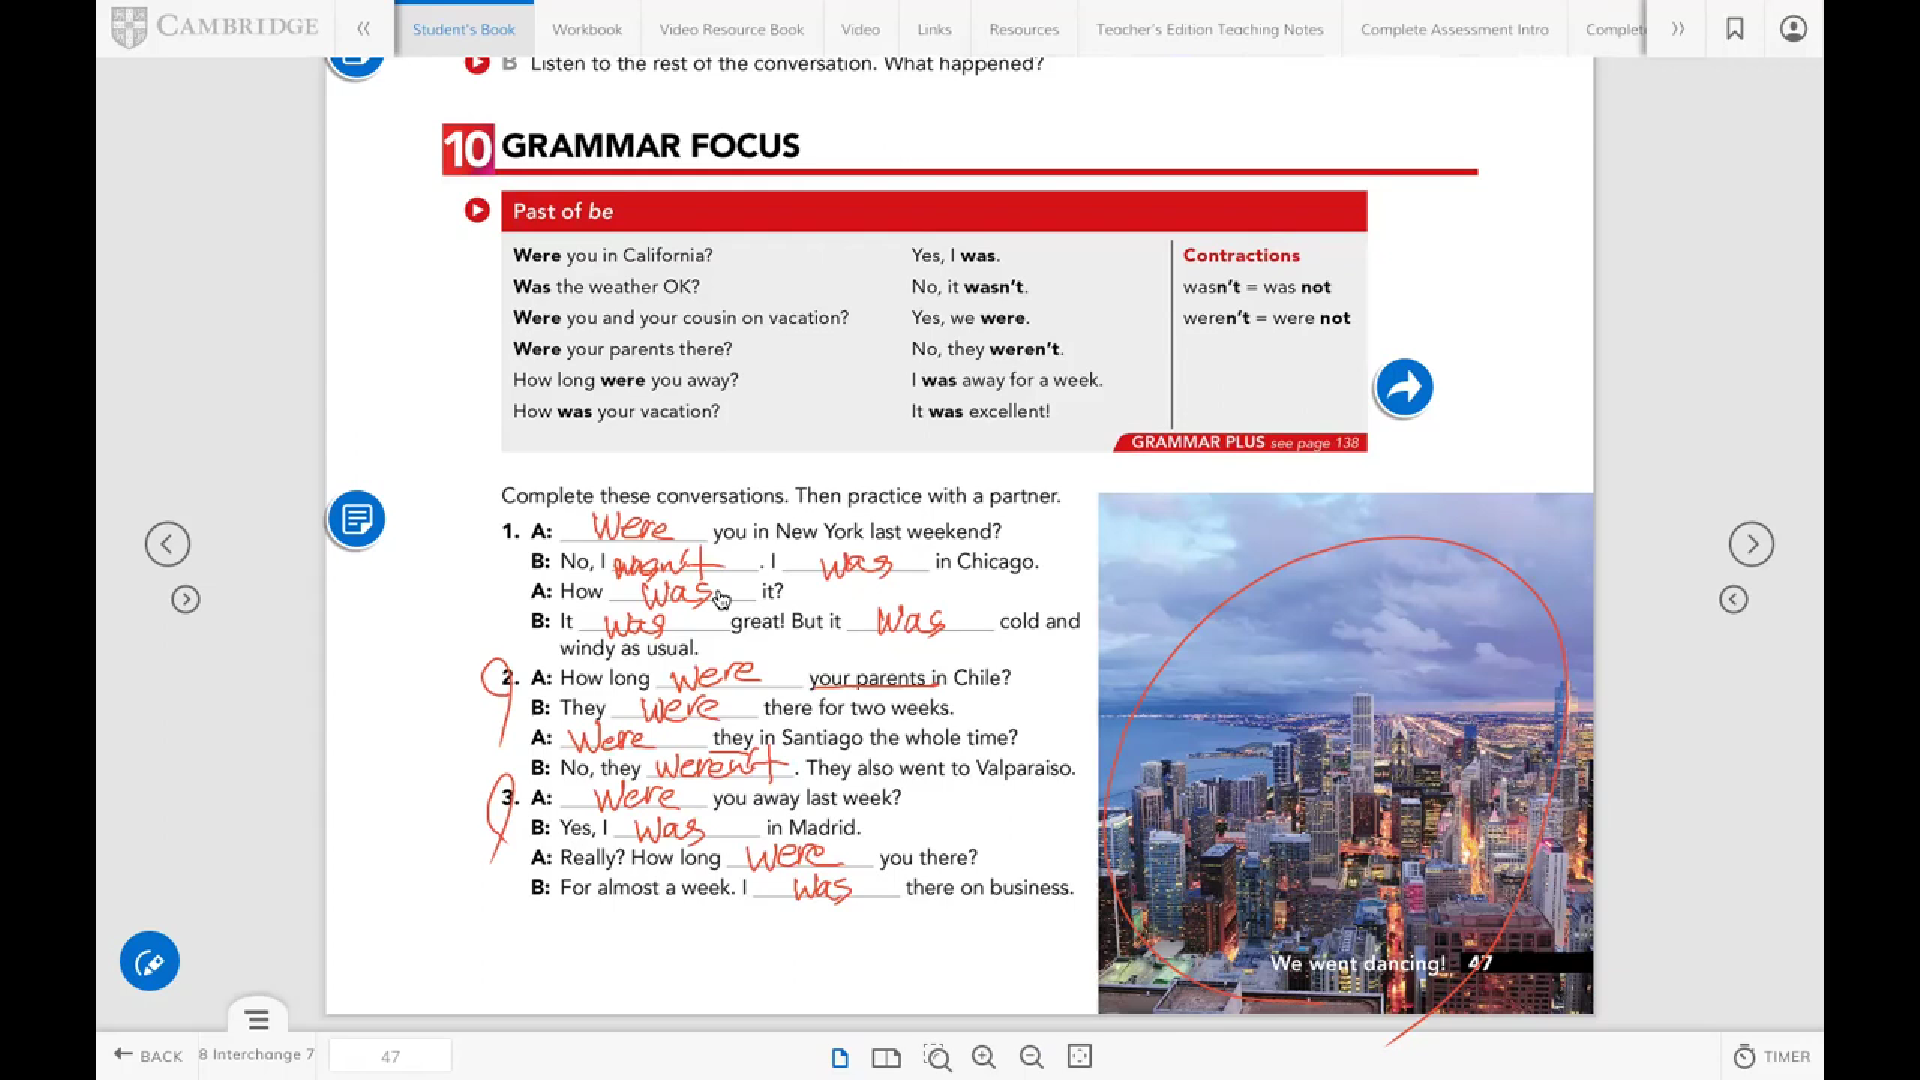 CAMBRIDGE
Student's Book
Workbook
Video Resource Book
Video
Links
Resources
Teacher's Edition Teaching Notes
Complete Assessment Intro
Complet
B Listen to the rest of the conversation. What happened?
10 GRAMMAR FOCUS
Past of be
Were you in California? Yes, I was.
Was the weather OK? No, it wasn't.
Were you and your cousin on vacation? Yes, we were.
Were your parents there? No, they weren't.
How long were you away? I was away for a week.
How was your vacation? It was excellent!
Contractions
wasn't = was not
weren't = were not
GRAMMAR PLUS see page 138
Complete these conversations. Then practice with a partner.
1. A: Were you in New York last weekend?
B: No, I wasn't. I was in Chicago.
A: How was it?
B: It was great! But it was cold and
windy as usual.
2. A: How long were your parents in Chile?
B: They were there for two weeks.
A: Were they in Santiago the whole time?
B: No, they weren't. They also went to Valparaiso.
3. A: Were you away last week?
B: Yes, I was in Madrid.
A: Really? How long were you there?
B: For almost a week. I was there on business.
We went dancing! 47
BACK
8 Interchange 7
47
TIMER